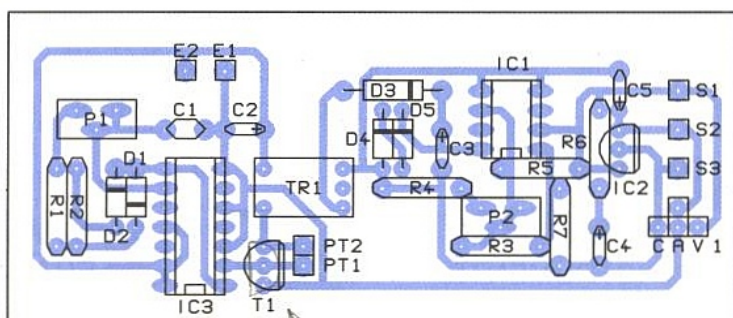 E2 E1 IC1
D3 C5 S1
P1 C1 C2 D5
D4 R6 S2
C3
D1 R5 S3
R1 R2 TR1 R4 IC2
P2 R7
D2 PT2 R3 C4 CAV1
PT1
IC3 T1